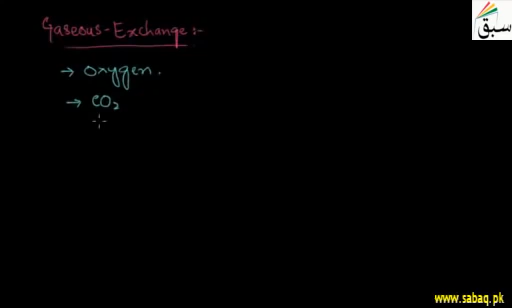 Gaseous-Exchange:-
سبق
→ Oxygen.
→ CO₂
www.sabaq.pk